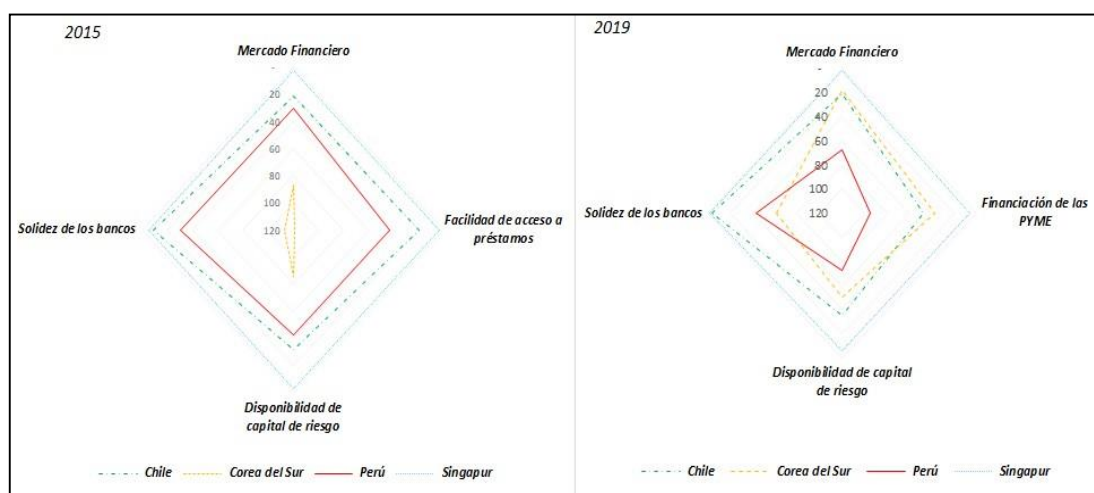 2015
Mercado Financiero
-
20
40
60
80
100
120
Solidez de los bancos
Facilidad de acceso a
préstamos
Disponibilidad de
capital de riesgo
Chile
Corea del Sur
Perú
Singapur
2019
Mercado Financiero
-
20
40
60
80
100
120
Solidez de los bancos
Financiación de las
PYME
Disponibilidad de capital
de riesgo
Chile
Corea del Sur
Perú
Singapur